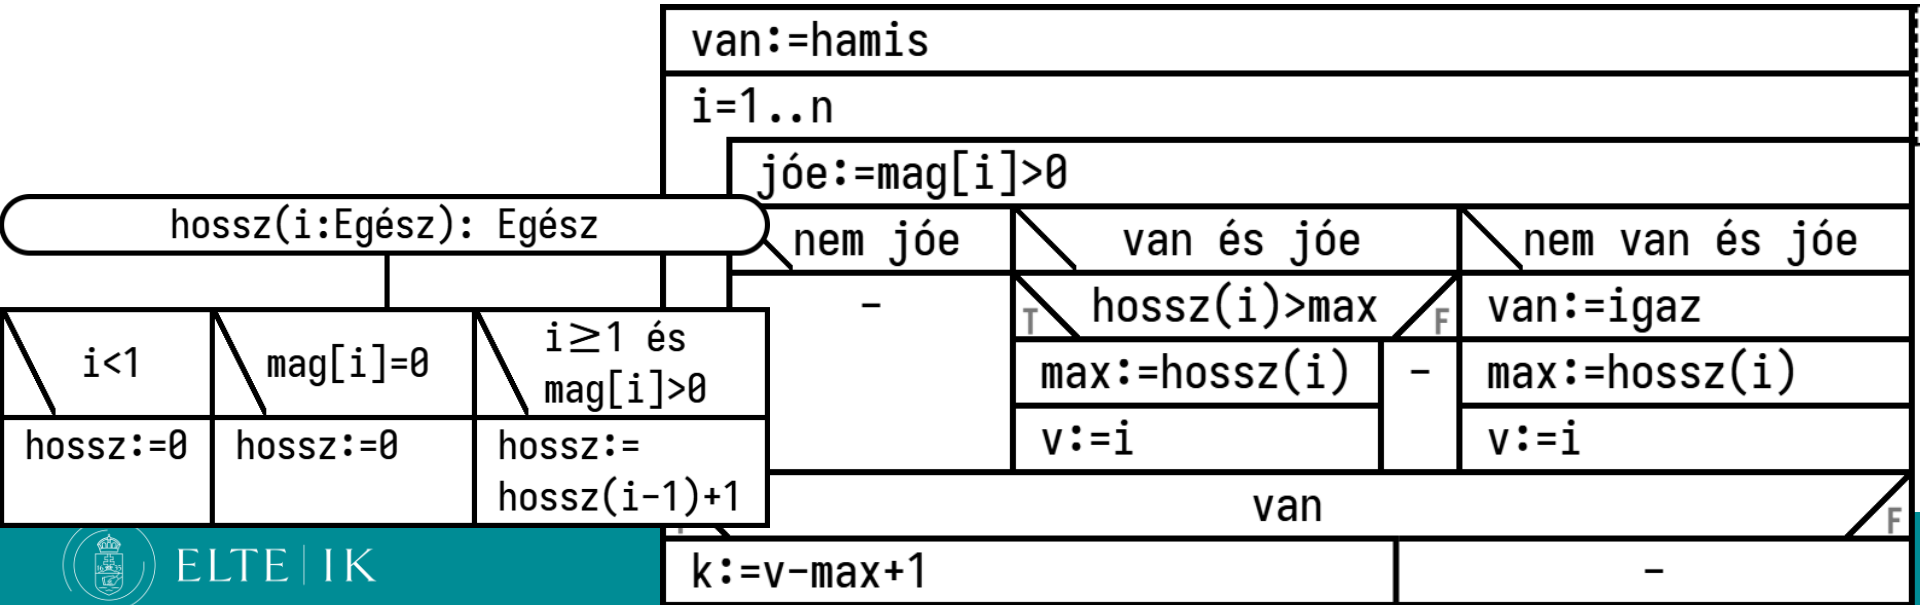 van:=hamis
i=1..n
jóe:=mag[i]>0
hossz(i:Egész): Egész
nem jóe
van és jóe
nem van és jóe
-
T
hossz(i)>max
F
van:=igaz
i<1
mag[i]=0
i≥1 és
mag[i]>0
max:=hossz(i)
-
max:=hossz(i)
hossz:=0
hossz:=0
hossz:=
hossz(i-1)+1
v:=i
v:=i
van
F
k:=v-max+1
-
ELTE | IK